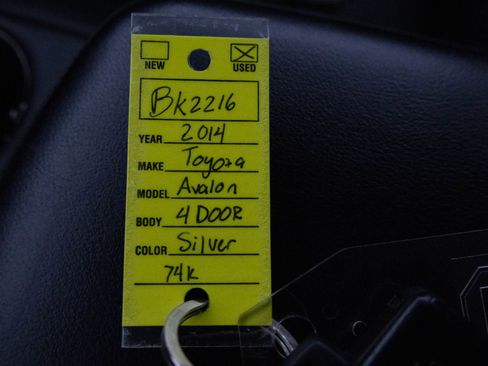 NEW USED
BK2216
YEAR 2014
MAKE Toyota
MODEL Avalon
BODY 4 DOOR
COLOR Silver
74K